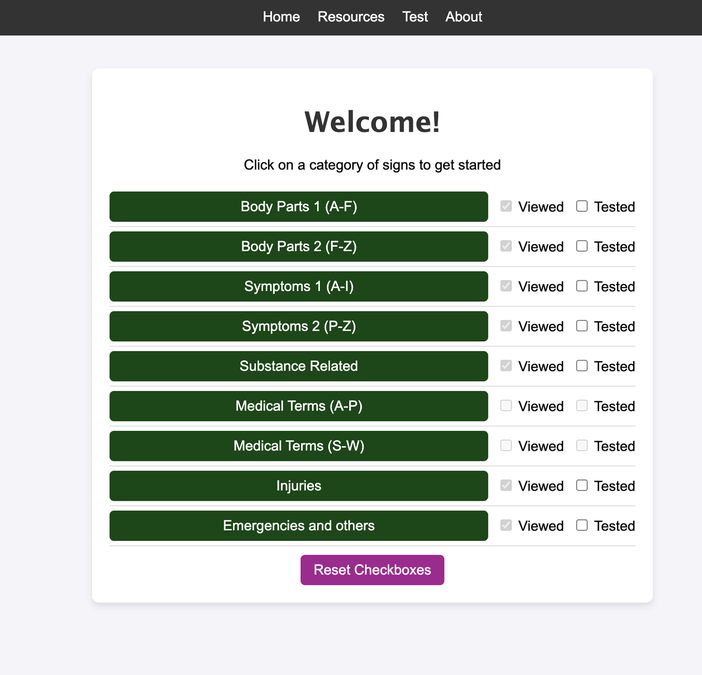 Home Resources Test About
Welcome!
Click on a category of signs to get started
Body Parts 1 (A-F) Viewed Tested
Body Parts 2 (F-Z) Viewed Tested
Symptoms 1 (A-I) Viewed Tested
Symptoms 2 (P-Z) Viewed Tested
Substance Related Viewed Tested
Medical Terms (A-P) Viewed Tested
Medical Terms (S-W) Viewed Tested
Injuries Viewed Tested
Emergencies and others Viewed Tested
Reset Checkboxes